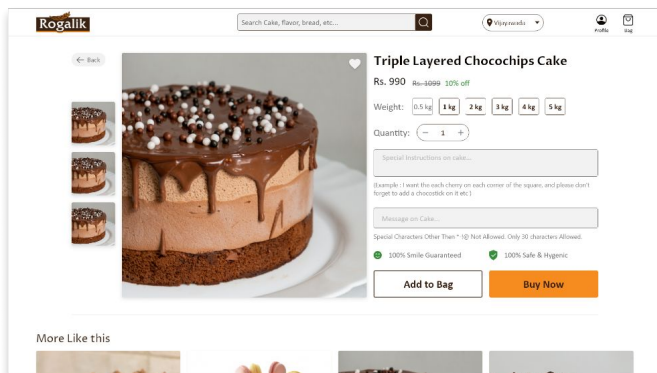 Rogalik
Search Cake, flavor, bread, etc...
Vijayawada
Profile
Bag
← Back
Triple Layered Chocochips Cake
Rs. 990 Rs. 1099 10% off
Weight: 0.5 kg 1 kg 2 kg 3 kg 4 kg 5 kg
Quantity: − 1 +
Special Instructions on cake...
(Example : I want the each cherry on each corner of the square, and please don't
forget to add a chocostick on it etc )
Message on Cake...
Special Characters Other Then " !@ Not Allowed. Only 30 characters Allowed.
100% Smile Guaranteed
100% Safe & Hygenic
Add to Bag
Buy Now
More Like this